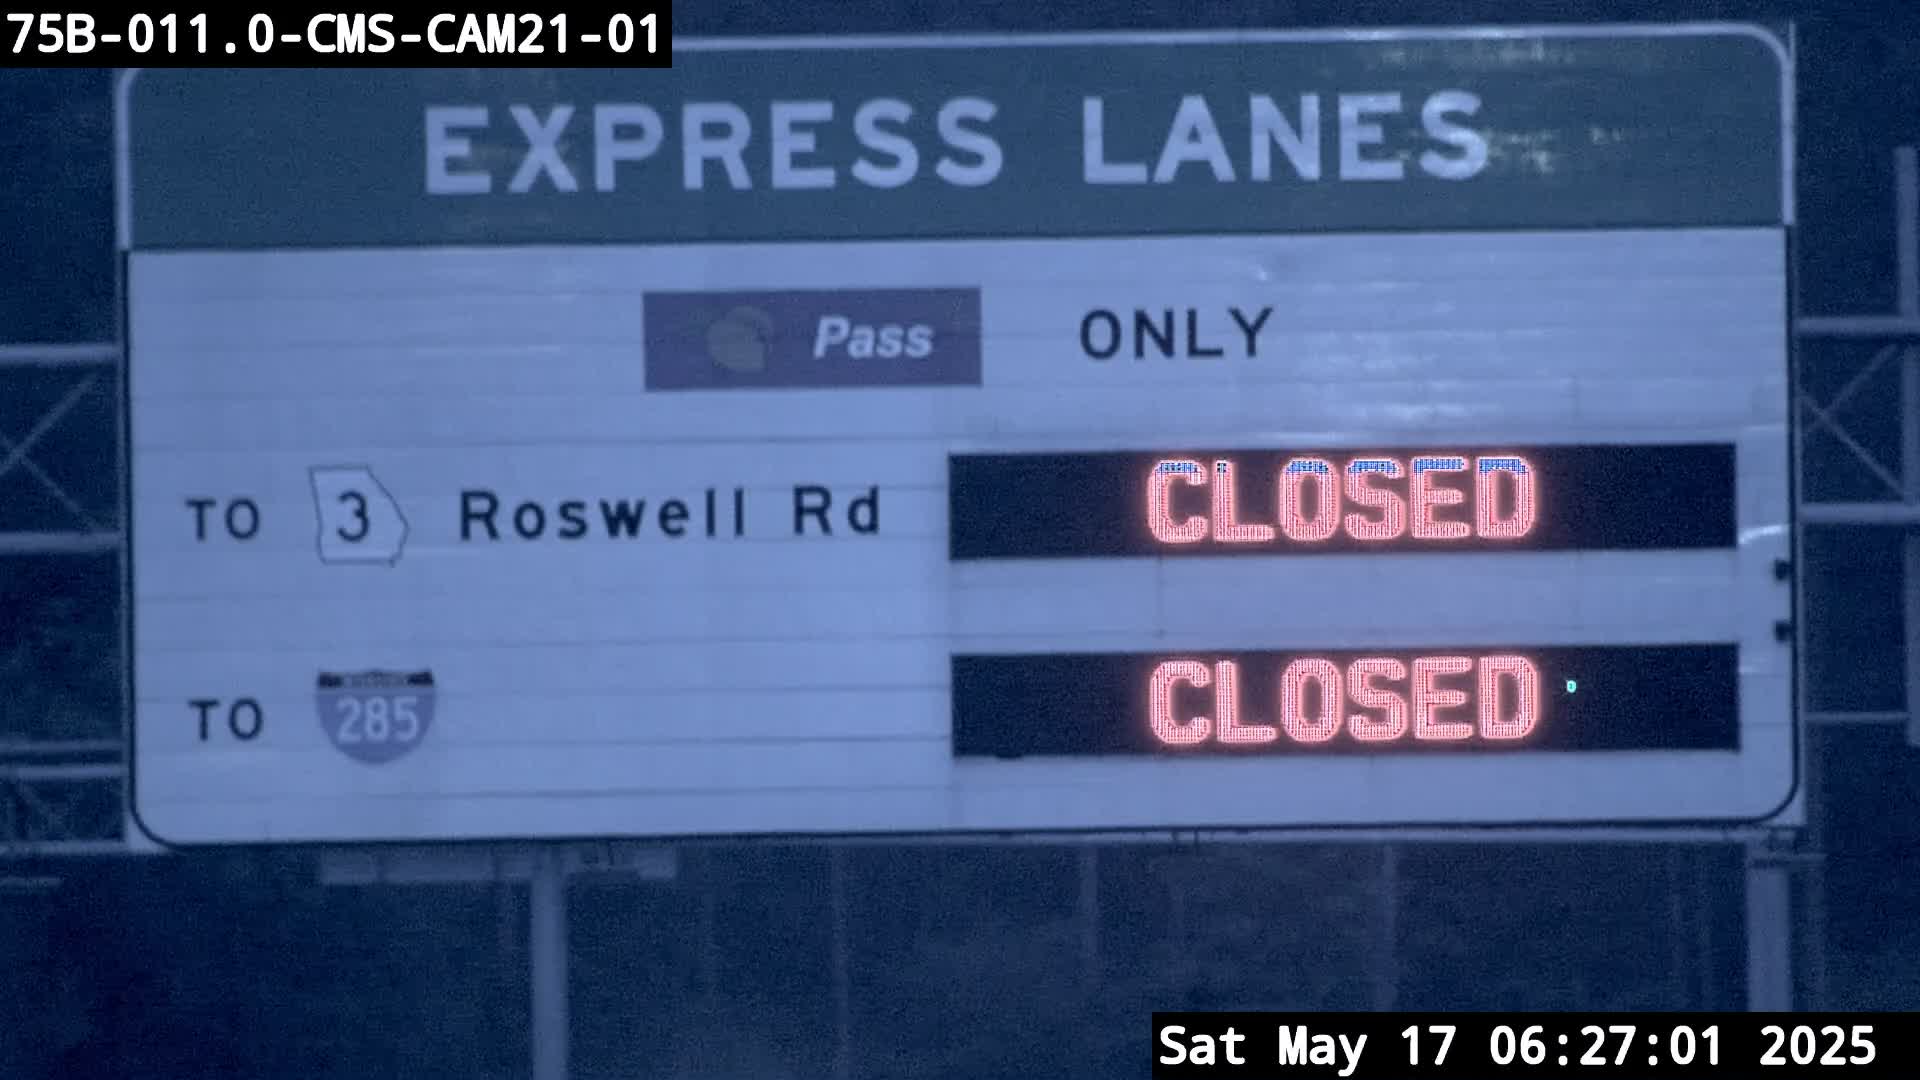 75B-011.0-CMS-CAM21-01
EXPRESS LANES
Pass ONLY
TO 3 Roswell Rd CLOSED
TO 285 CLOSED
Sat May 17 06:27:01 2025